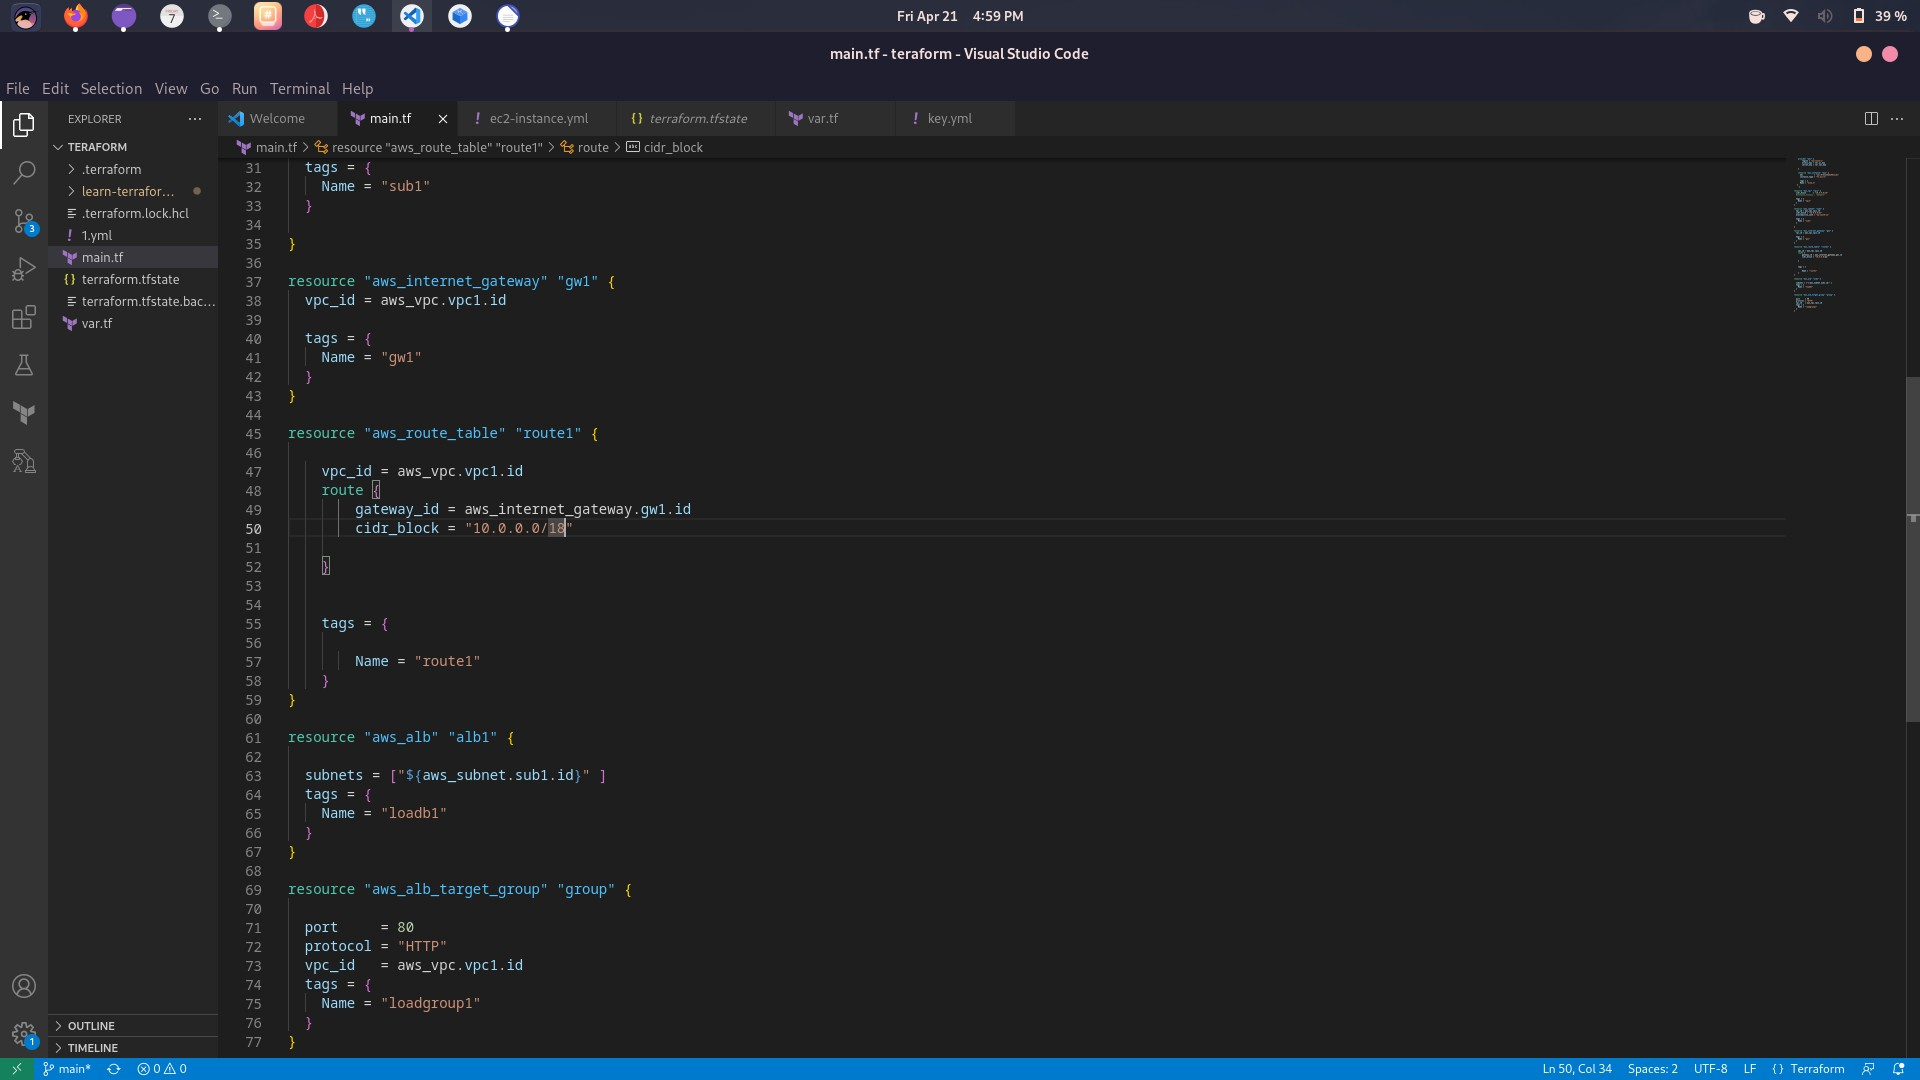 Fri Apr 21 4:59 PM
39 %
main.tf - teraform - Visual Studio Code
File Edit Selection View Go Run Terminal Help
EXPLORER
TERAFORM
.terraform
learn-terrafor...
.terraform.lock.hcl
1.yml
main.tf
terraform.tfstate
terraform.tfstate.bac...
var.tf
OUTLINE
TIMELINE
Welcome main.tf ec2-instance.yml terraform.tfstate var.tf key.yml
main.tf > resource "aws_route_table" "route1" > route > cidr_block
31 tags = {
32 Name = "sub1"
33 }
34
35 }
36
37 resource "aws_internet_gateway" "gw1" {
38 vpc_id = aws_vpc.vpc1.id
39
40 tags = {
41 Name = "gw1"
42 }
43 }
44
45 resource "aws_route_table" "route1" {
46
47 vpc_id = aws_vpc.vpc1.id
48 route {
49 gateway_id = aws_internet_gateway.gw1.id
50 cidr_block = "10.0.0.0/18"
51
52 }
53
54
55 tags = {
56
57 Name = "route1"
58 }
59 }
60
61 resource "aws_alb" "alb1" {
62
63 subnets = ["${aws_subnet.sub1.id}" ]
64 tags = {
65 Name = "loadb1"
66 }
67 }
68
69 resource "aws_alb_target_group" "group" {
70
71 port = 80
72 protocol = "HTTP"
73 vpc_id = aws_vpc.vpc1.id
74 tags = {
75 Name = "loadgroup1"
76 }
77 }
main* 0 0 Ln 50, Col 34 Spaces: 2 UTF-8 LF {} Terraform